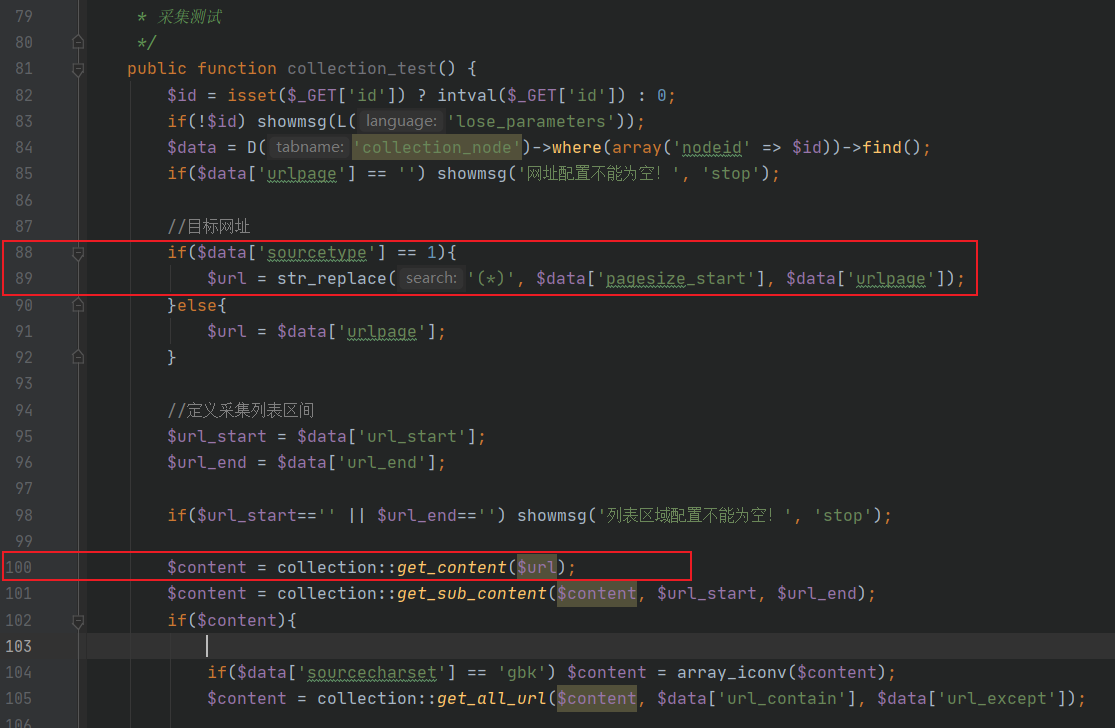 79 * 采集测试
80 */
81 public function collection_test() {
82 $id = isset($_GET['id']) ? intval($_GET['id']) : 0;
83 if(!$id) showmsg(L( language: 'lose_parameters'));
84 $data = D( tabname: 'collection_node')->where(array('nodeid' => $id))->find();
85 if($data['urlpage'] == '') showmsg('网址配置不能为空！', 'stop');
86
87 //目标网址
88 if($data['sourcetype'] == 1){
89 $url = str_replace( search: '(*)', $data['pagesize_start'], $data['urlpage']);
90 }else{
91 $url = $data['urlpage'];
92 }
93
94 //定义采集列表区间
95 $url_start = $data['url_start'];
96 $url_end = $data['url_end'];
97
98 if($url_start=='' || $url_end=='') showmsg('列表区域配置不能为空！', 'stop');
99
100 $content = collection::get_content($url);
101 $content = collection::get_sub_content($content, $url_start, $url_end);
102 if($content){
103
104 if($data['sourcecharset'] == 'gbk') $content = array_iconv($content);
105 $content = collection::get_all_url($content, $data['url_contain'], $data['url_except']);
106